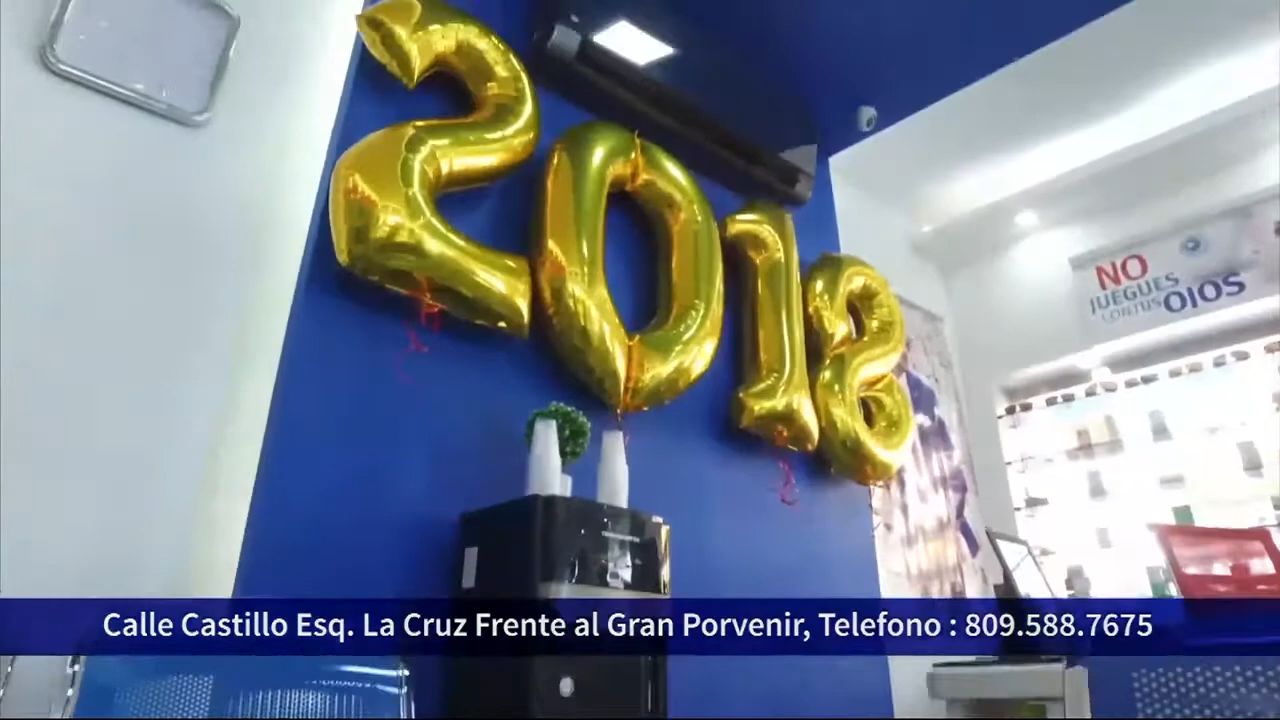 2018
NO
JUEGUES
CON TUS OJOS
Calle Castillo Esq. La Cruz Frente al Gran Porvenir, Telefono : 809.588.7675